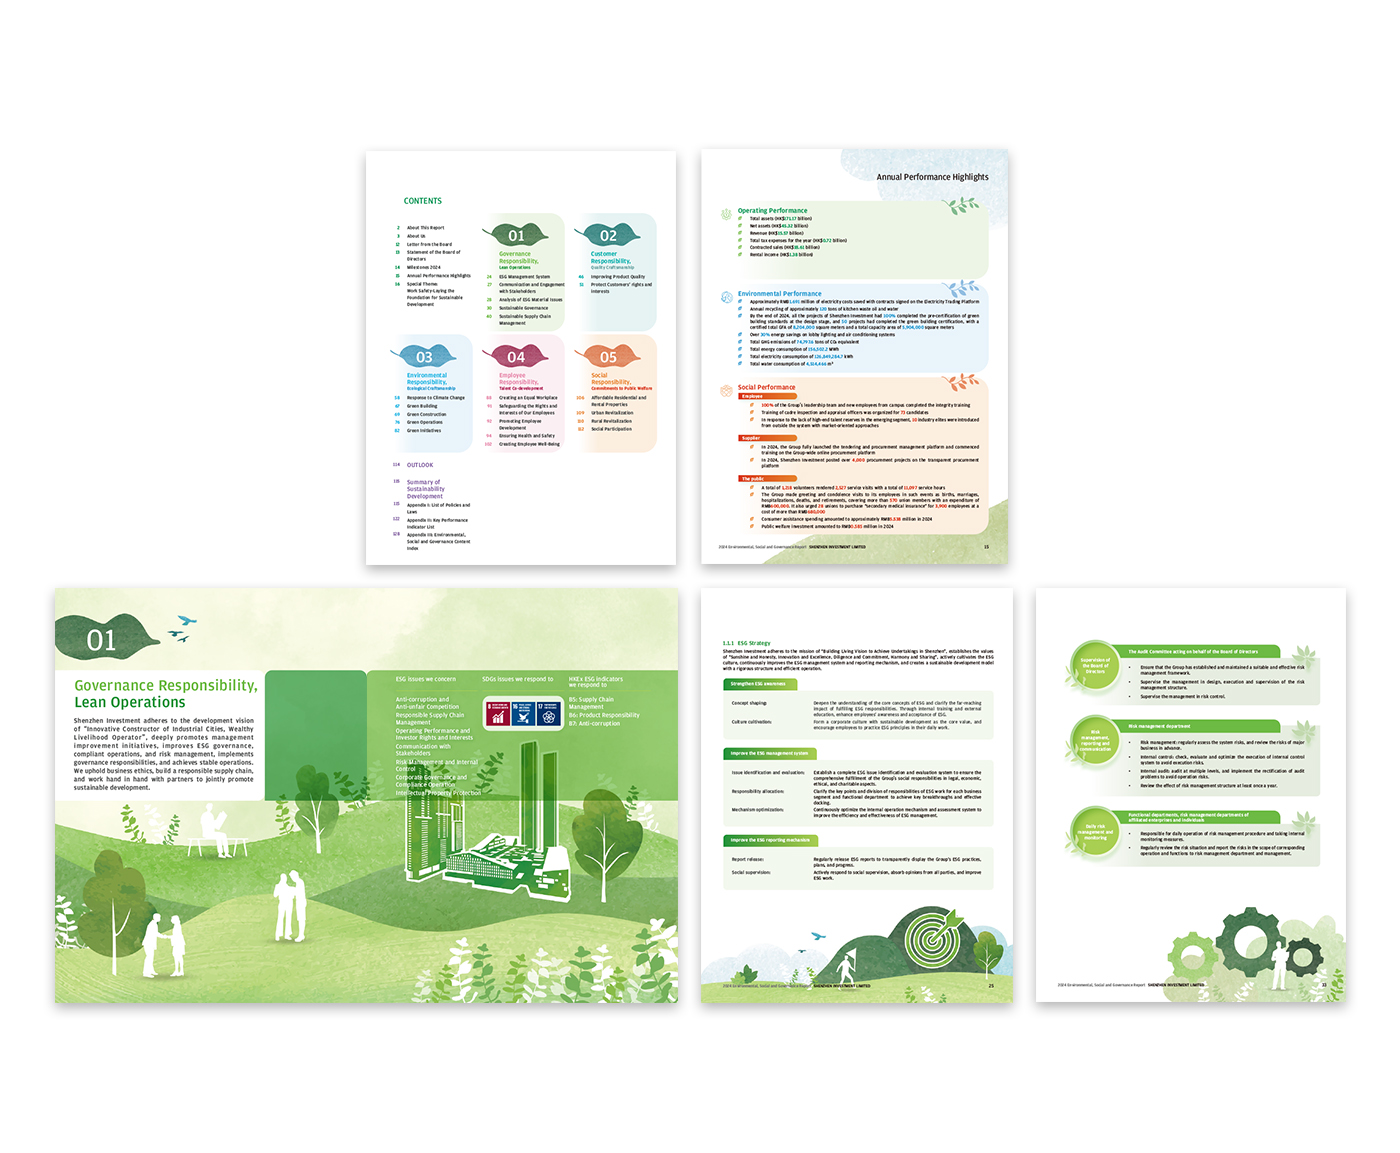 CONTENTS
2 About This Report
3 About Us
12 Letter from the Board
13 Statement of the Board of
Directors
14 Milestones 2024
15 Annual Performance Highlights
16 Special Theme:
Work Safety-Laying the
Foundation for Sustainable
Development
01
Governance
Responsibility,
Lean Operations
24 ESG Management System
27 Communication and Engagement
with Stakeholders
28 Analysis of ESG Material Issues
30 Sustainable Governance
40 Sustainable Supply Chain
Management
02
Customer
Responsibility,
Quality Craftsmanship
46 Improving Product Quality
51 Protect Customers' rights and
Interests
03
Environmental
Responsibility,
Ecological Craftsmanship
58 Response to Climate Change
67 Green Building
69 Green Construction
76 Green Operations
82 Green Initiatives
04
Employee
Responsibility,
Talent Co-development
88 Creating an Equal Workplace
91 Safeguarding the Rights and
Interests of Our Employees
92 Promoting Employee
Development
94 Ensuring Health and Safety
102 Creating Employee Well-Being
05
Social
Responsibility,
Commitments to Public Welfare
106 Affordable Residential and
Rental Properties
109 Urban Revitalization
Rural Revitalization
112 Social Participation
114 OUTLOOK
Summary of
Sustainability
Development
Appendix I: List of Policies and
Laws
122 Appendix II: Key Performance
Indicator List
128 Appendix III: Environmental,
Social and Governance Content
Index
Annual Performance Highlights
Operating Performance
Total assets (HK$171.17 billion)
Net assets (HK$45.32 billion)
Revenue (HK$15.57 billion)
Total tax expenses for the year (HK$0.72 billion)
Contracted sales (HK$18.61 billion)
Rental income (HK$1.38 billion)
Environmental Performance
Approximately RMB1.691 million of electricity costs saved with contracts signed on the Electricity Trading Platform
Annual recycling of approximately 120 tons of kitchen waste oil and water
By the end of 2024, all the projects of Shenzhen Investment had 100% completed the pre-certification of green
building standards at the design stage, and 50 projects had completed the green building certification, with a
certified total GFA of 8,204,000 square meters and a total capacity area of 5,904,000 square meters
Over 30% energy savings on lobby lighting and air conditioning systems
Total GHG emissions of 74,793.6 tons of CO₂ equivalent
Total energy consumption of 156,502.2 MWh
Total electricity consumption of 126,849,284.7 kWh
Total water consumption of 4,164,466 m³
Social Performance
Employee
100% of the Group's leadership team and new employees from campus completed the integrity training
Training of cadre inspection and appraisal officers was organized for 73 candidates
In response to the lack of high-end talent reserves in the emerging segment, 10 industry elites were introduced
from outside the system with market-oriented approaches
Supplier
In 2024, the Group fully launched the tendering and procurement management platform and commenced
training on the Group-wide online procurement platform
In 2024, Shenzhen Investment posted over 4,000 procurement projects on the transparent procurement
platform
The public
A total of 1,218 volunteers rendered 2,527 service visits with a total of 11,097 service hours
The Group made greeting and condolence visits to its employees in such events as births, marriages,
hospitalizations, deaths, and retirements, covering more than 570 union members with an expenditure of
RMB600,000. It also urged 28 unions to purchase "secondary medical insurance" for 3,900 employees at a
cost of more than RMB680,000
Consumer assistance spending amounted to approximately RMB5.538 million in 2024
Public welfare investment amounted to RMB0.585 million in 2024
2024 Environmental, Social and Governance Report SHENZHEN INVESTMENT LIMITED 15
01
Governance Responsibility,
Lean Operations
Shenzhen Investment adheres to the development vision
of "Innovative Constructor of Industrial Cities, Wealthy
Livelihood Operator", deeply promotes management
improvement initiatives, improves ESG governance,
compliant operations, and risk management, implements
governance responsibilities, and achieves stable operations.
We uphold business ethics, build a responsible supply chain,
and work hand in hand with partners to jointly promote
sustainable development.
ESG issues we concern
Anti-corruption and
Anti-unfair Competition
Responsible Supply Chain
Management
Operating Performance and
Investor Rights and Interests
Communication with
Stakeholders
Risk Management and Internal
Control
Corporate Governance and
Compliance Operation
Intellectual Property Protection
SDGs issues we respond to
8 16 17
HKEx ESG indicators
we respond to
B5: Supply Chain
Management
B6: Product Responsibility
B7: Anti-corruption
1.1.1 ESG Strategy
Shenzhen Investment adheres to the mission of "Building Living Vision to Achieve Undertakings in Shenzhen", establishes the values
of "Sunshine and Honesty, Innovation and Excellence, Diligence and Commitment, Harmony and Sharing", actively cultivates the ESG
culture, continuously improves the ESG management system and reporting mechanism, and creates a sustainable development model
with a rigorous structure and efficient operation.
Strengthen ESG awareness
Concept shaping: Deepen the understanding of the core concepts of ESG and clarify the far-reaching
impact of fulfilling ESG responsibilities. Through internal training and external
education, enhance employees' awareness and acceptance of ESG.
Culture cultivation: Form a corporate culture with sustainable development as the core value, and
encourage employees to practice ESG principles in their daily work.
Improve the ESG management system
Issue identification and evaluation: Establish a complete ESG issue identification and evaluation system to ensure the
comprehensive fulfillment of the Group's social responsibilities in legal, economic,
ethical, and charitable aspects.
Responsibility allocation: Clarify the key points and division of responsibilities of ESG work for each business
segment and functional department to achieve key breakthroughs and effective
docking.
Mechanism optimization: Continuously optimize the internal operation mechanism and assessment system to
improve the efficiency and effectiveness of ESG management.
Improve the ESG reporting mechanism
Report release: Regularly release ESG reports to transparently display the Group's ESG practices,
plans, and progress.
Social supervision: Actively respond to social supervision, absorb opinions from all parties, and improve
ESG work.
2024 Environmental, Social and Governance Report SHENZHEN INVESTMENT LIMITED 25
Supervision of
the Board of
Directors
The Audit Committee acting on behalf of the Board of Directors
• Ensure that the Group has established and maintained a suitable and effective risk
management structure.
• Supervise the management in design, execution and supervision of the risk
management structure.
• Supervise the management in risk control.
Risk
management,
reporting and
communication
Risk management department
• Risk management: regularly assess the system risks, and review the risks of major
business in advance.
• Internal control: check, evaluate and optimize the execution of internal control
system to avoid execution risks.
• Internal audit: audit at multiple levels, and implement the rectification of audit
problems to avoid operation risks.
• Review the effect of risk management structure at least once a year.
Daily risk
management and
monitoring
Functional departments, risk management departments of
affiliated enterprises and individuals
• Responsible for daily operation of risk management procedure and taking internal
monitoring measures.
• Regularly review the risk situation and report the risks in the scope of corresponding
operation and functions to risk management department and management.
2024 Environmental, Social and Governance Report SHENZHEN INVESTMENT LIMITED 33